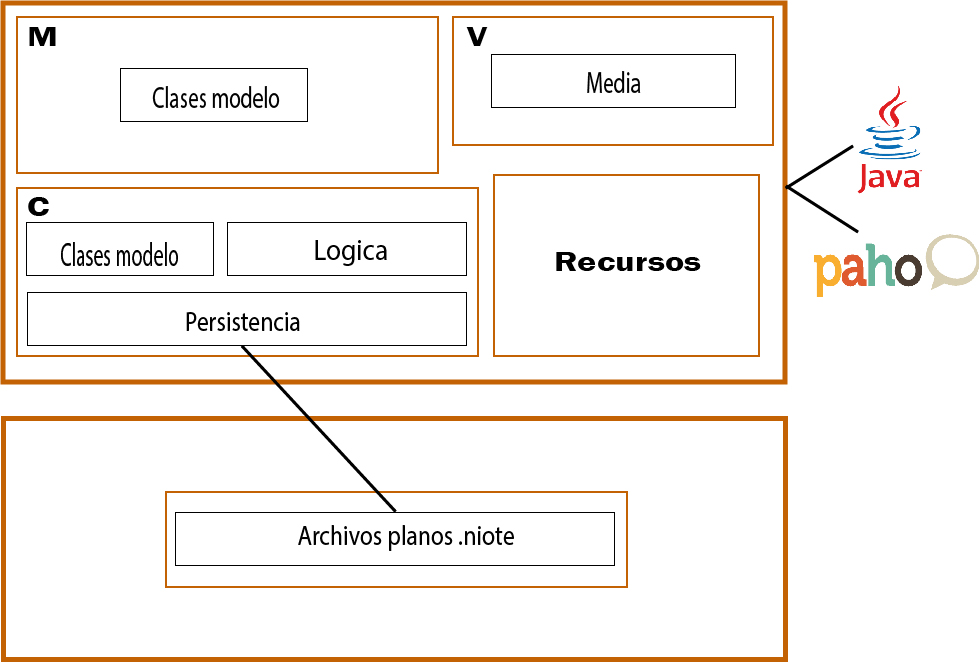 M
Clases modelo
V
Media
C
Clases modelo
Logica
Persistencia
Recursos
Java
paho
Archivos planos .niote